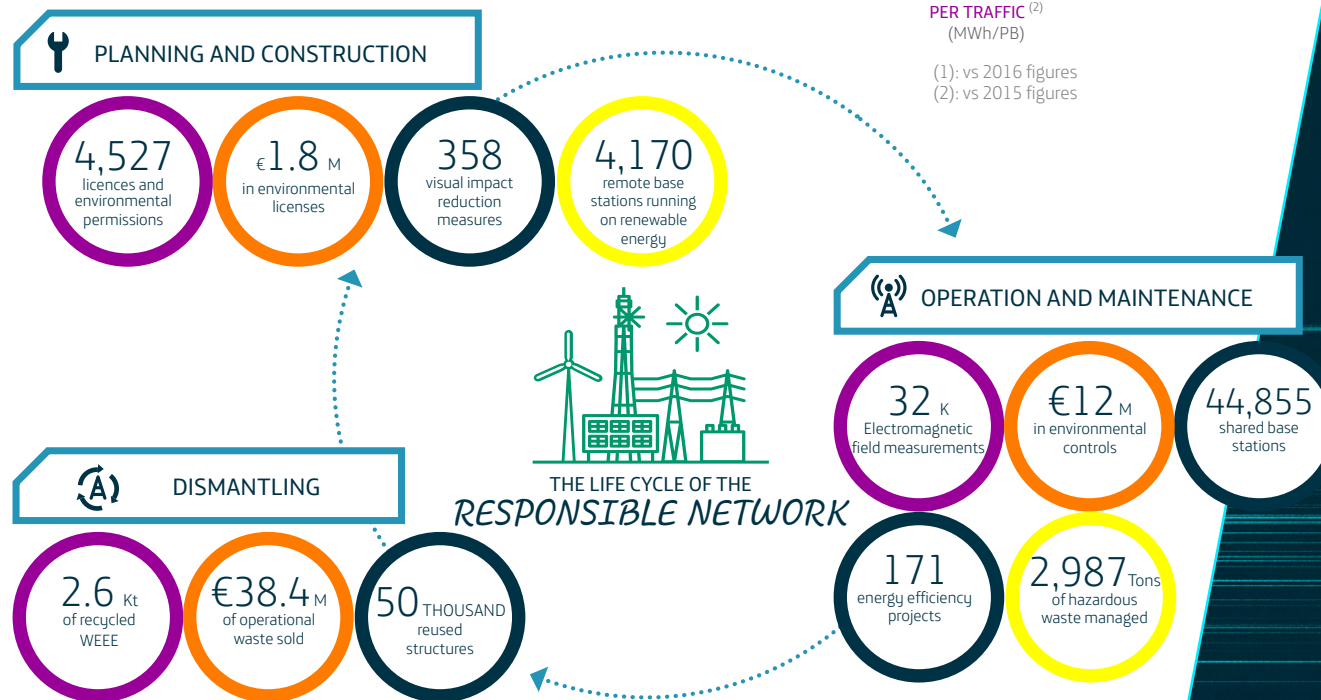 PER TRAFFIC (2)
(MWh/PB)
(1): vs 2016 figures
(2): vs 2015 figures
PLANNING AND CONSTRUCTION
4,527
licences and
environmental
permissions
€1.8 M
in environmental
licenses
358
visual impact
reduction
measures
4,170
remote base
stations running
on renewable
energy
OPERATION AND MAINTENANCE
32 K
Electromagnetic
field measurements
€12 M
in environmental
controls
44,855
shared base
stations
171
energy efficiency
projects
2,987 Tons
of hazardous
waste managed
THE LIFE CYCLE OF THE
RESPONSIBLE NETWORK
DISMANTLING
2.6 Kt
of recycled
WEEE
€38.4 M
of operational
waste sold
50 THOUSAND
reused
structures